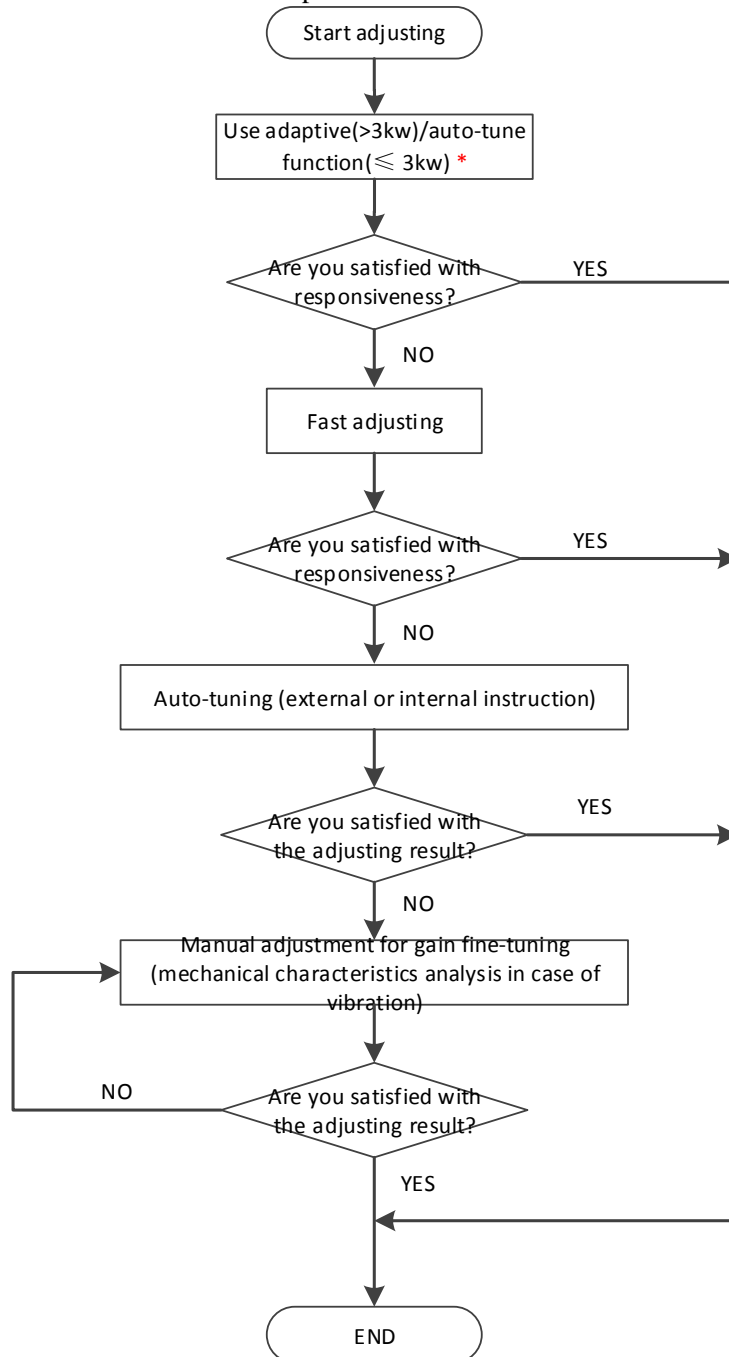 Start adjusting
Use adaptive(>3kw)/auto-tune
function(≤ 3kw) *
Are you satisfied with
responsiveness?
YES
NO
Fast adjusting
Are you satisfied with
responsiveness?
YES
NO
Auto-tuning (external or internal instruction)
Are you satisfied with
the adjusting result?
YES
NO
Manual adjustment for gain fine-tuning
(mechanical characteristics analysis in case of
vibration)
Are you satisfied with
the adjusting result?
NO
YES
END